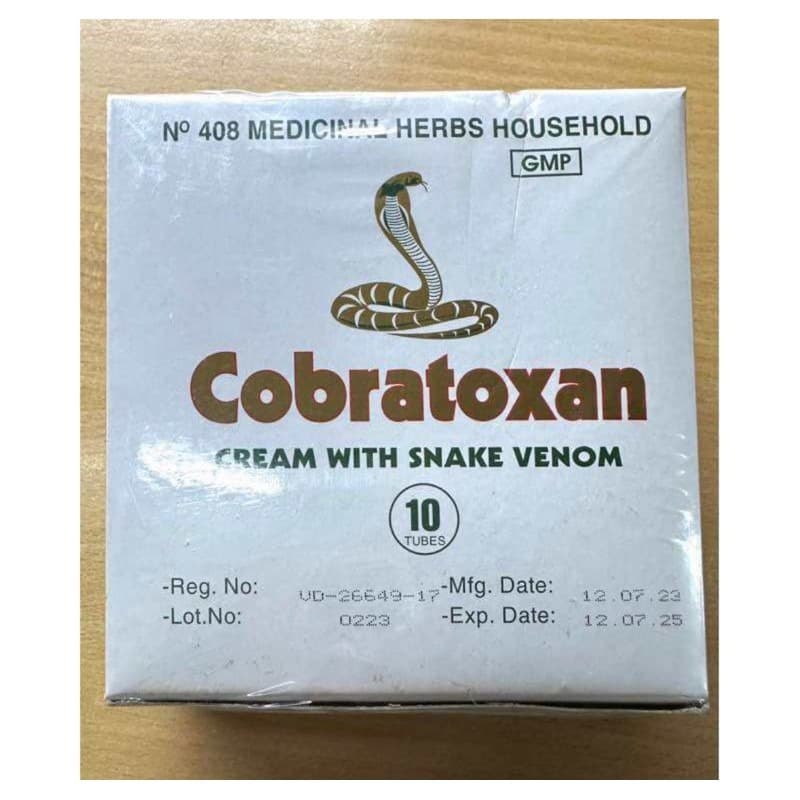 Nº 408 MEDICINAL HERBS HOUSEHOLD
GMP
Cobratoxan
CREAM WITH SNAKE VENOM
10
TUBES
-Reg. No: VD-26649-17 -Mfg. Date: 12.07.23
-Lot.No: 0223 -Exp. Date: 12.07.25